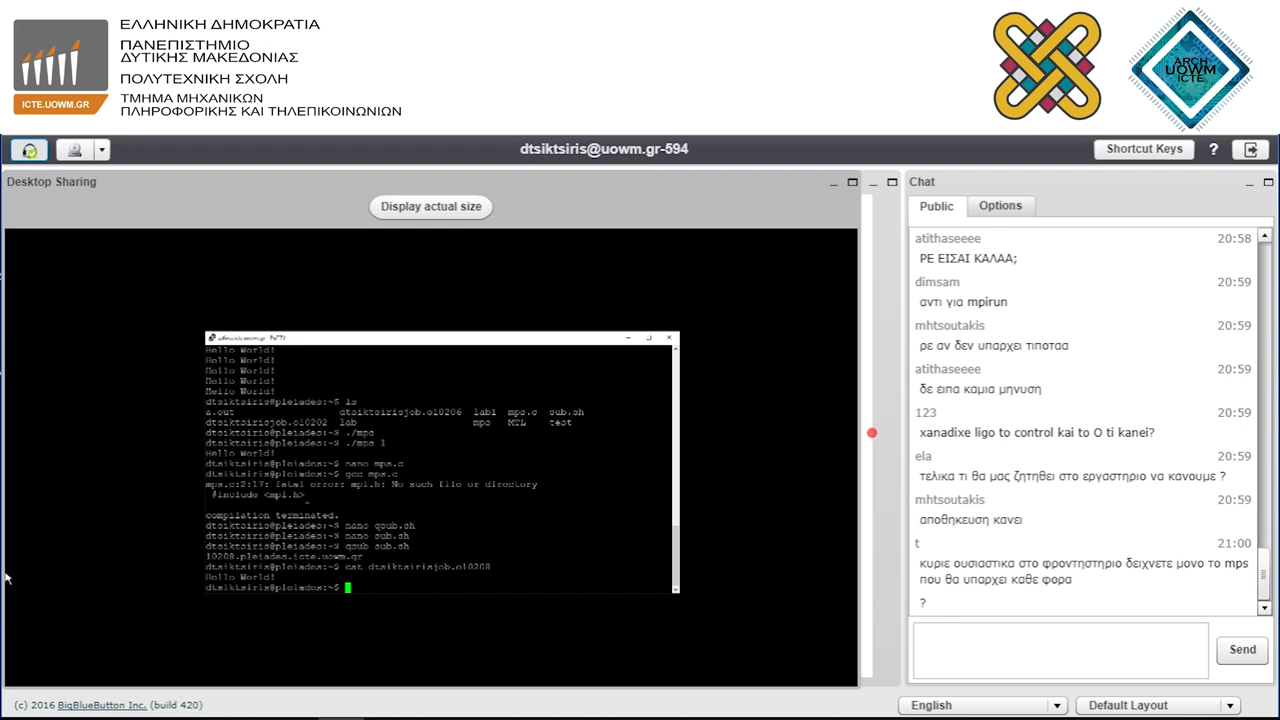 ΕΛΛΗΝΙΚΗ ΔΗΜΟΚΡΑΤΙΑ
ΠΑΝΕΠΙΣΤΗΜΙΟ
ΔΥΤΙΚΗΣ ΜΑΚΕΔΟΝΙΑΣ
ΠΟΛΥΤΕΧΝΙΚΗ ΣΧΟΛΗ
ΤΜΗΜΑ ΜΗΧΑΝΙΚΩΝ
ΠΛΗΡΟΦΟΡΙΚΗΣ ΚΑΙ ΤΗΛΕΠΙΚΟΙΝΩΝΙΩΝ
ICTE.UOWM.GR
ARCH
UOWM
ICTE
dtsiktsiris@uowm.gr-594
Shortcut Keys
?
Desktop Sharing
Display actual size
PuTTY
Hello World!
Hello World!
Hello World!
Hello World!
Hello World!
dtsiktsiris@pleiades:~$ ls
a.out dtsiktsirisjob.o10206 lab1 mps.c sub.sh
dtsiktsirisjob.o10202 lab mps MTL test
dtsiktsiris@pleiades:~$ ./mps
dtsiktsiris@pleiades:~$ ./mps 1
Hello World!
dtsiktsiris@pleiades:~$ nano mps.c
dtsiktsiris@pleiades:~$ gcc mps.c
mps.c:2:17: fatal error: mpi.h: No such file or directory
#include <mpi.h>
^
compilation terminated.
dtsiktsiris@pleiades:~$ nano qsub.sh
dtsiktsiris@pleiades:~$ nano sub.sh
dtsiktsiris@pleiades:~$ qsub sub.sh
10208.pleiades.icte.uowm.gr
dtsiktsiris@pleiades:~$ cat dtsiktsirisjob.o10208
Hello World!
dtsiktsiris@pleiades:~$
Chat
Public Options
atithaseeee 20:58
ΡΕ ΕΙΣΑΙ ΚΑΛΑΑ;
dimsam 20:59
αντι για mpirun
mhtsoutakis 20:59
ρε αν δεν υπαρχει τιποταα
atithaseeee 20:59
δε ειπα καμια μηνυση
123 20:59
xanadixe ligo to control kai to O ti kanei?
ela 20:59
τελικα τι θα μας ζητηθει στο εργαστηριο να κανουμε ?
mhtsoutakis 20:59
αποθηκευση κανει
t 21:00
κυριε ουσιαστικα στο φροντηστηριο δειχνετε μονο το mps
που θα υπαρχει καθε φορα
?
Send
(c) 2016 BigBlueButton Inc. (build 420)
English
Default Layout